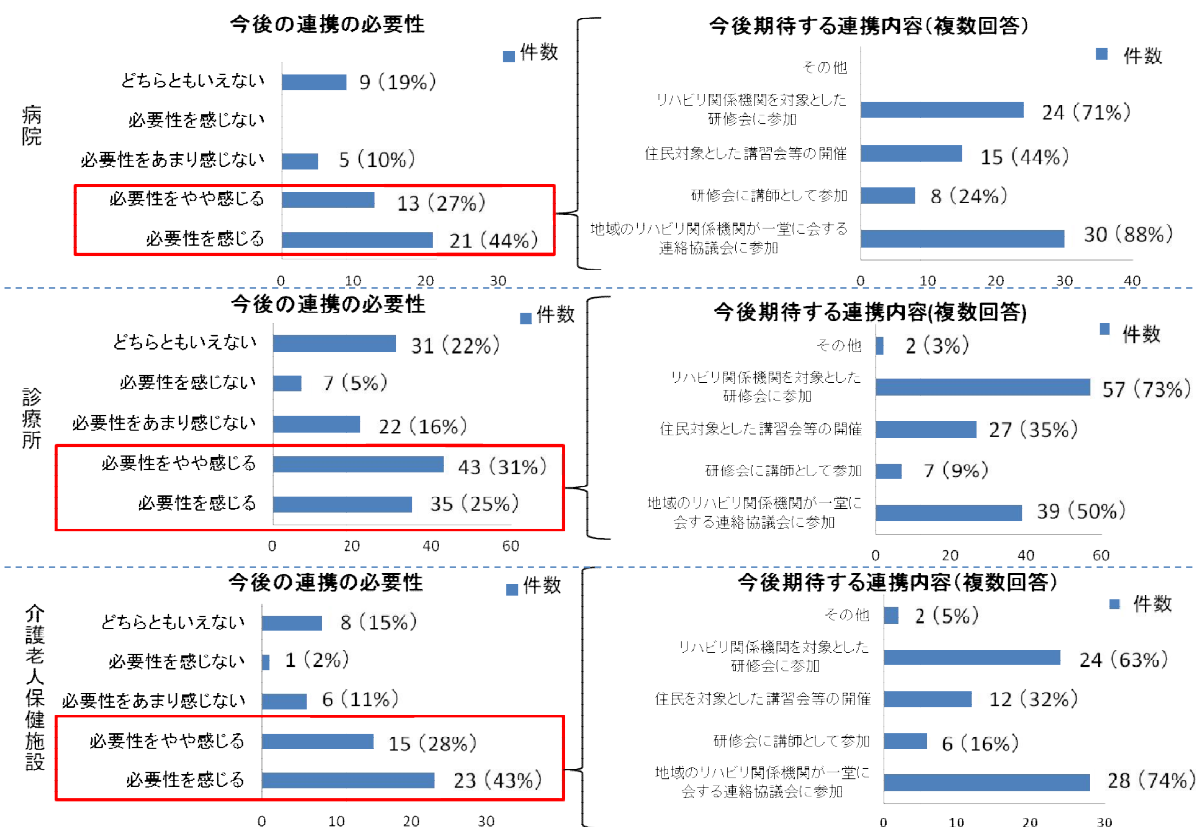 病院
今後の連携の必要性
件数
どちらともいえない
9（19%）
必要性を感じない
必要性をあまり感じない
5（10%）
必要性をやや感じる
13（27%）
必要性を感じる
21（44%）
0 10 20 30
今後期待する連携内容（複数回答）
件数
その他
リハビリ関係機関を対象とした
研修会に参加
24（71%）
住民対象とした講習会等の開催
15（44%）
研修会に講師として参加
8（24%）
地域のリハビリ関係機関が一堂に会する
連絡協議会に参加
30（88%）
0 10 20 30 40
診療所
今後の連携の必要性
件数
どちらともいえない
31（22%）
必要性を感じない
7（5%）
必要性をあまり感じない
22（16%）
必要性をやや感じる
43（31%）
必要性を感じる
35（25%）
0 20 40 60
今後期待する連携内容(複数回答)
件数
その他
2（3%）
リハビリ関係機関を対象とした
研修会に参加
57（73%）
住民対象とした講習会等の開催
27（35%）
研修会に講師として参加
7（9%）
地域のリハビリ関係機関が一堂に
会する連絡協議会に参加
39（50%）
0 20 40 60
介護老人保健施設
今後の連携の必要性
件数
どちらともいえない
8（15%）
必要性を感じない
1（2%）
必要性をあまり感じない
6（11%）
必要性をやや感じる
15（28%）
必要性を感じる
23（43%）
0 10 20 30
今後期待する連携内容（複数回答）
件数
その他
2（5%）
リハビリ関係機関を対象とした
研修会に参加
24（63%）
住民を対象とした講習会等の開催
12（32%）
研修会に講師として参加
6（16%）
地域のリハビリ関係機関が一堂に
会する連絡協議会に参加
28（74%）
0 10 20 30